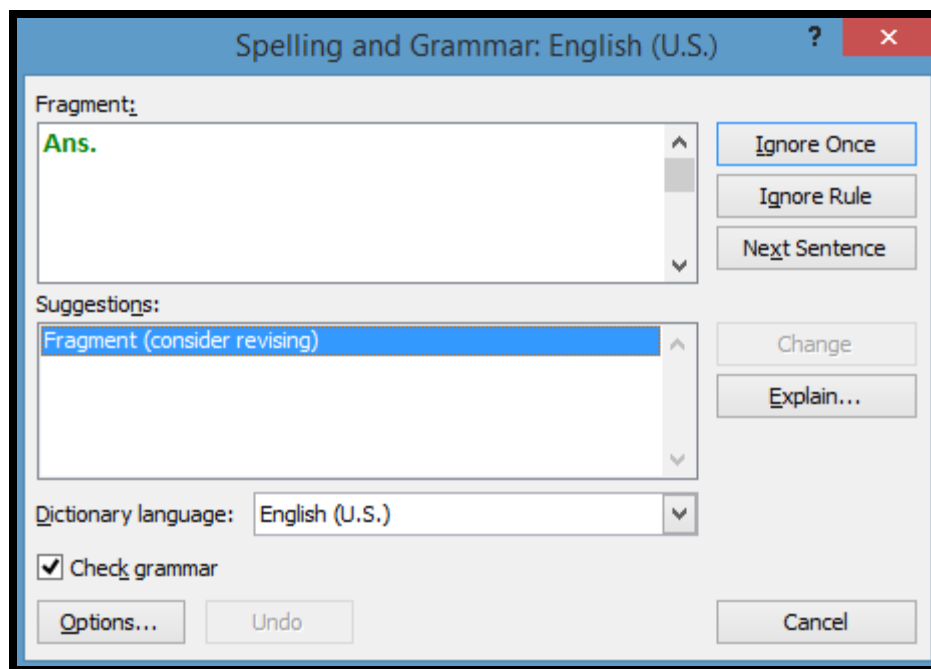 Spelling and Grammar: English (U.S.)
?
Fragment:
Ans.
Ignore Once
Ignore Rule
Next Sentence
Suggestions:
Fragment (consider revising)
Change
Explain...
Dictionary language:
English (U.S.)
Check grammar
Options...
Undo
Cancel